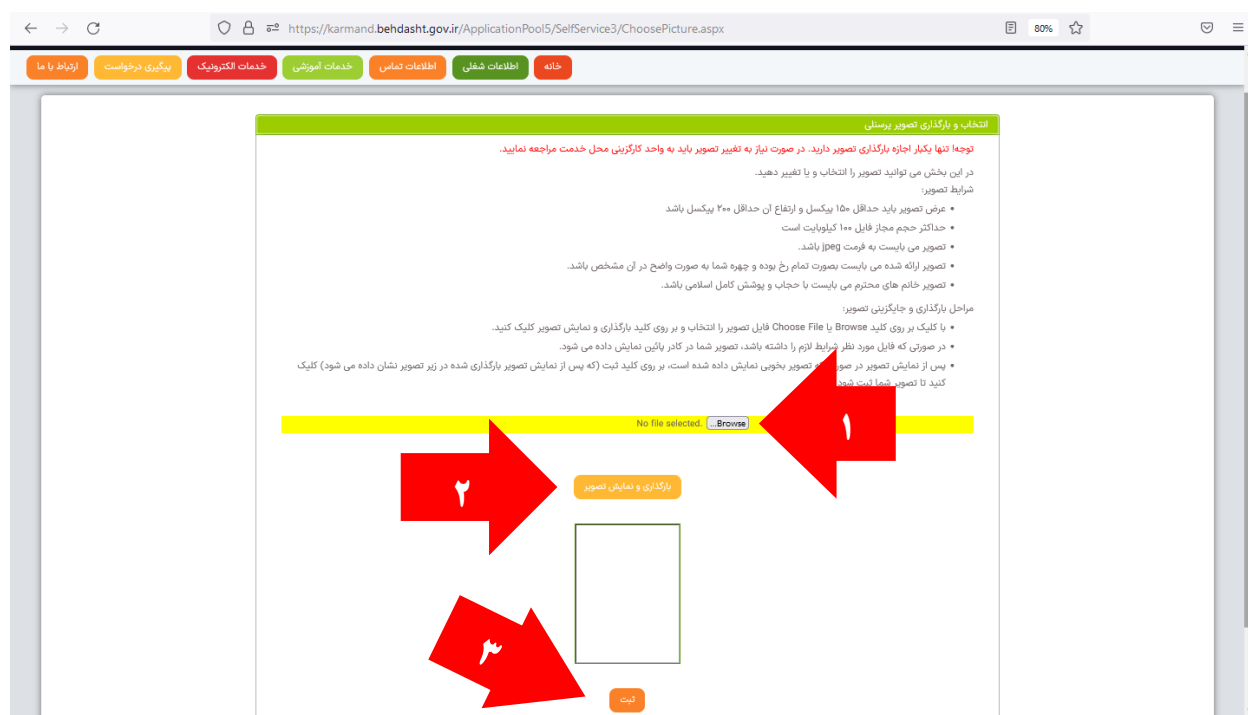 https://karmand.behdasht.gov.ir/ApplicationPool5/SelfService3/ChoosePicture.aspx
80%
خانه
اطلاعات شغلی
اطلاعات تماس
خدمات آموزشی
خدمات الکترونیک
پیگیری درخواست
ارتباط با ما
انتخاب و بارگذاری تصویر پرسنلی
توجه! تنها یکبار اجازه بارگذاری تصویر دارید. در صورت نیاز به تغییر تصویر باید به واحد کارگزینی محل خدمت مراجعه نمایید.
در این بخش می توانید تصویر را انتخاب و یا تغییر دهید.
شرایط تصویر:
• عرض تصویر باید حداقل ۱۵۰ پیکسل و ارتفاع آن حداقل ۲۰۰ پیکسل باشد
• حداکثر حجم مجاز فایل ۱۰۰ کیلوبایت است
• تصویر می بایست به فرمت jpeg باشد.
• تصویر ارائه شده می بایست بصورت تمام رخ بوده و چهره شما به صورت واضح در آن مشخص باشد.
• تصویر خانم های محترم می بایست با حجاب و پوشش کامل اسلامی باشد.
مراحل بارگذاری و جایگزینی تصویر:
• با کلیک بر روی کلید Browse یا Choose File فایل تصویر را انتخاب و بر روی کلید بارگذاری و نمایش تصویر کلیک کنید.
• در صورتی که فایل مورد نظر شرایط لازم را داشته باشد، تصویر شما در کادر پائین نمایش داده می شود.
• پس از نمایش تصویر در تصویر بخوبی نمایش داده شده است، بر روی کلید ثبت (که پس از نمایش تصویر بارگذاری شده در زیر تصویر نشان داده می شود) کلیک
کنید تا تصویر شما ثبت شود
Browse... No file selected.
۱
بارگذاری و نمایش تصویر
۲
۳
ثبت